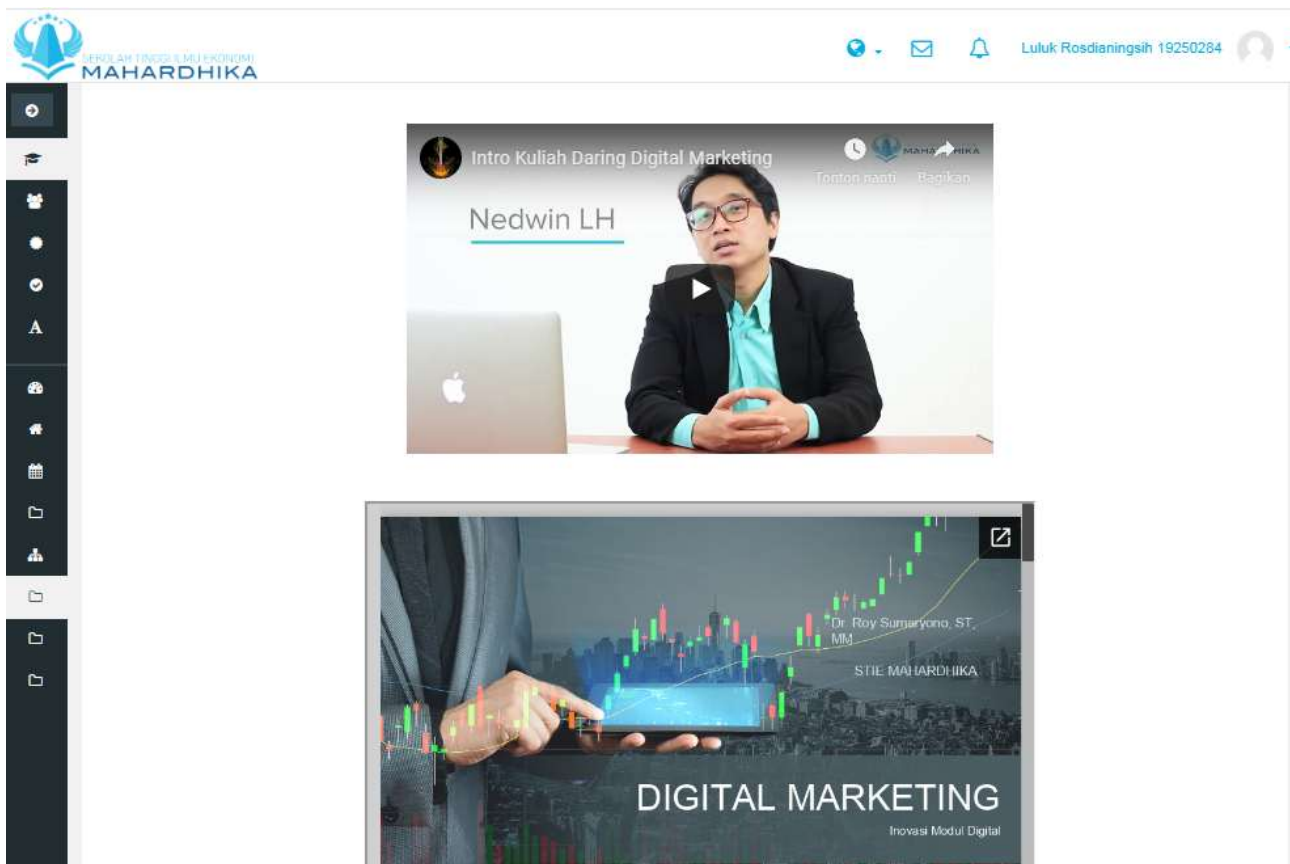 SEKOLAH TINGGI ILMU EKONOMI
MAHARDHIKA
Luluk Rosdianingsih 19250284
Intro Kuliah Daring Digital Marketing
MAHARDHIKA
Tonton nanti Bagikan
Nedwin LH
A
Dr. Roy Sumaryono, ST,
MM
STIE MAHARDHIKA
DIGITAL MARKETING
Inovasi Modul Digital